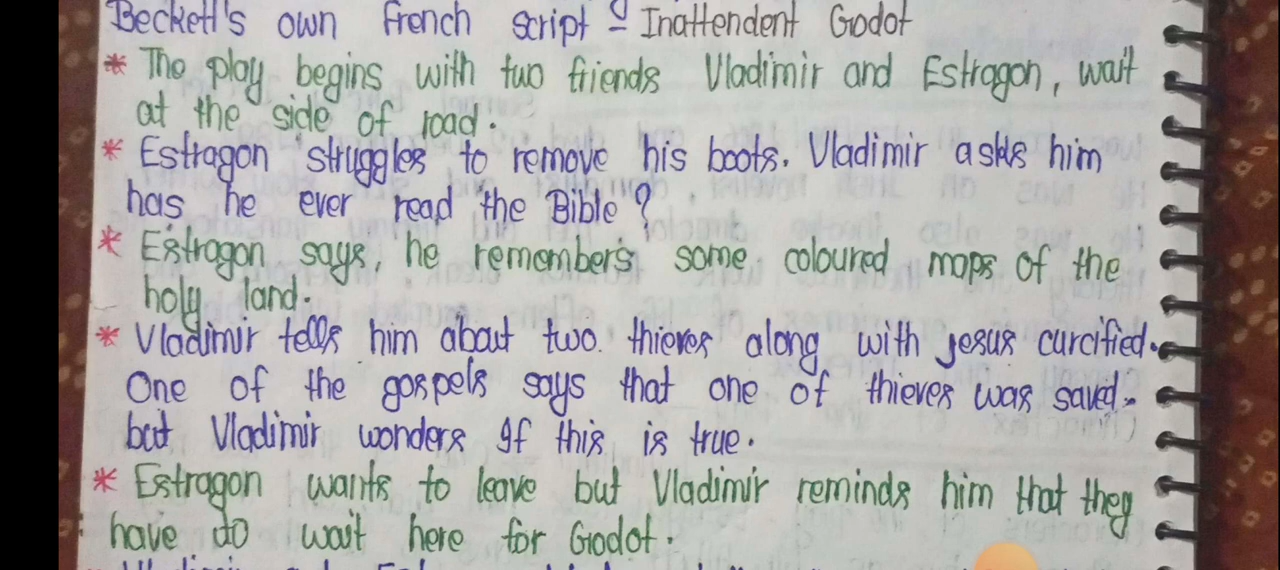 Beckett's own french script - Inattendent Godot
* The play begins with two friends Vladimir and Estragon, wait
at the side of road.
* Estragon struggles to remove his boots. Vladimir asks him
has he ever read the Bible?
* Estragon says, he remembers some coloured maps of the
holy land.
* Vladimir tells him about two thieves along with jesus curcified.
One of the gospels says that one of thieves was saved.
but Vladimir wonders If this is true.
* Estragon wants to leave but Vladimir reminds him that they
have do wait here for Godot.